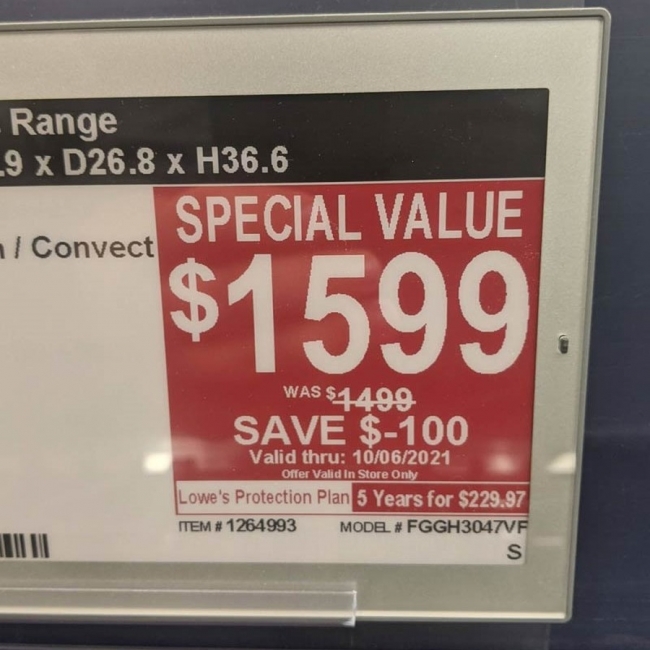 Range
.9 x D26.8 x H36.6
/ Convect
SPECIAL VALUE
$1599
WAS $1499
SAVE $-100
Valid thru: 10/06/2021
Offer Valid In Store Only
Lowe's Protection Plan 5 Years for $229.97
ITEM # 1264993 MODEL # FGGH3047VF
S